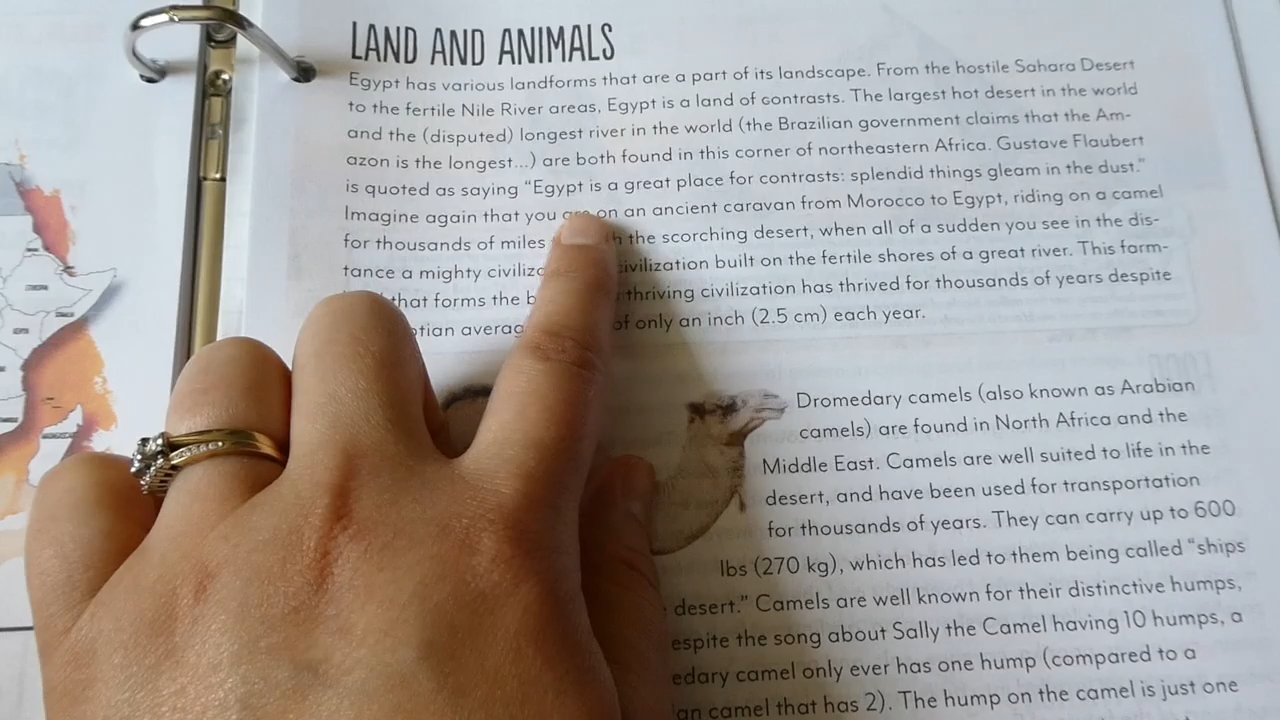 LAND AND ANIMALS
Egypt has various landforms that are a part of its landscape. From the hostile Sahara Desert
to the fertile Nile River areas, Egypt is a land of contrasts. The largest hot desert in the world
and the (disputed) longest river in the world (the Brazilian government claims that the Am-
azon is the longest...) are both found in this corner of northeastern Africa. Gustave Flaubert
is quoted as saying “Egypt is a great place for contrasts: splendid things gleam in the dust.”
Imagine again that you are on an ancient caravan from Morocco to Egypt, riding on a camel
for thousands of miles the scorching desert, when all of a sudden you see in the dis-
tance a mighty civilization built on the fertile shores of a great river. This farm-
that forms the thriving civilization has thrived for thousands of years despite
of only an inch (2.5 cm) each year.
Dromedary camels (also known as Arabian
camels) are found in North Africa and the
Middle East. Camels are well suited to life in the
desert, and have been used for transportation
for thousands of years. They can carry up to 600
lbs (270 kg), which has led to them being called “ships
desert.” Camels are well known for their distinctive humps,
espite the song about Sally the Camel having 10 humps, a
edary camel only ever has one hump (compared to a
an camel that has 2). The hump on the camel is just one